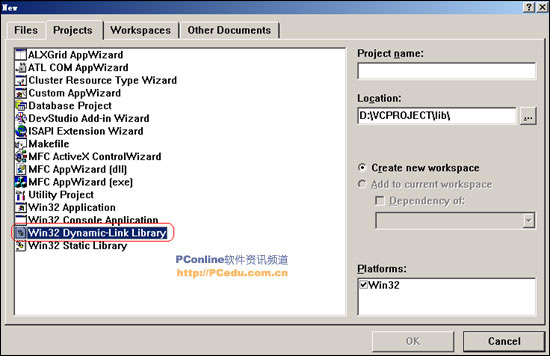 New
Files Projects Workspaces Other Documents
ALXGrid AppWizard
ATL COM AppWizard
Cluster Resource Type Wizard
Custom AppWizard
Database Project
DevStudio Add-in Wizard
ISAPI Extension Wizard
Makefile
MFC ActiveX ControlWizard
MFC AppWizard (dll)
MFC AppWizard (exe)
Utility Project
Win32 Application
Win32 Console Application
Win32 Dynamic-Link Library
Win32 Static Library
PConline软件资讯频道
http://PCedu.com.cn
Project name:
Location:
D:\VCPROJECT\lib\
...
Create new workspace
Add to current workspace
Dependency of:
Platforms:
Win32
OK Cancel